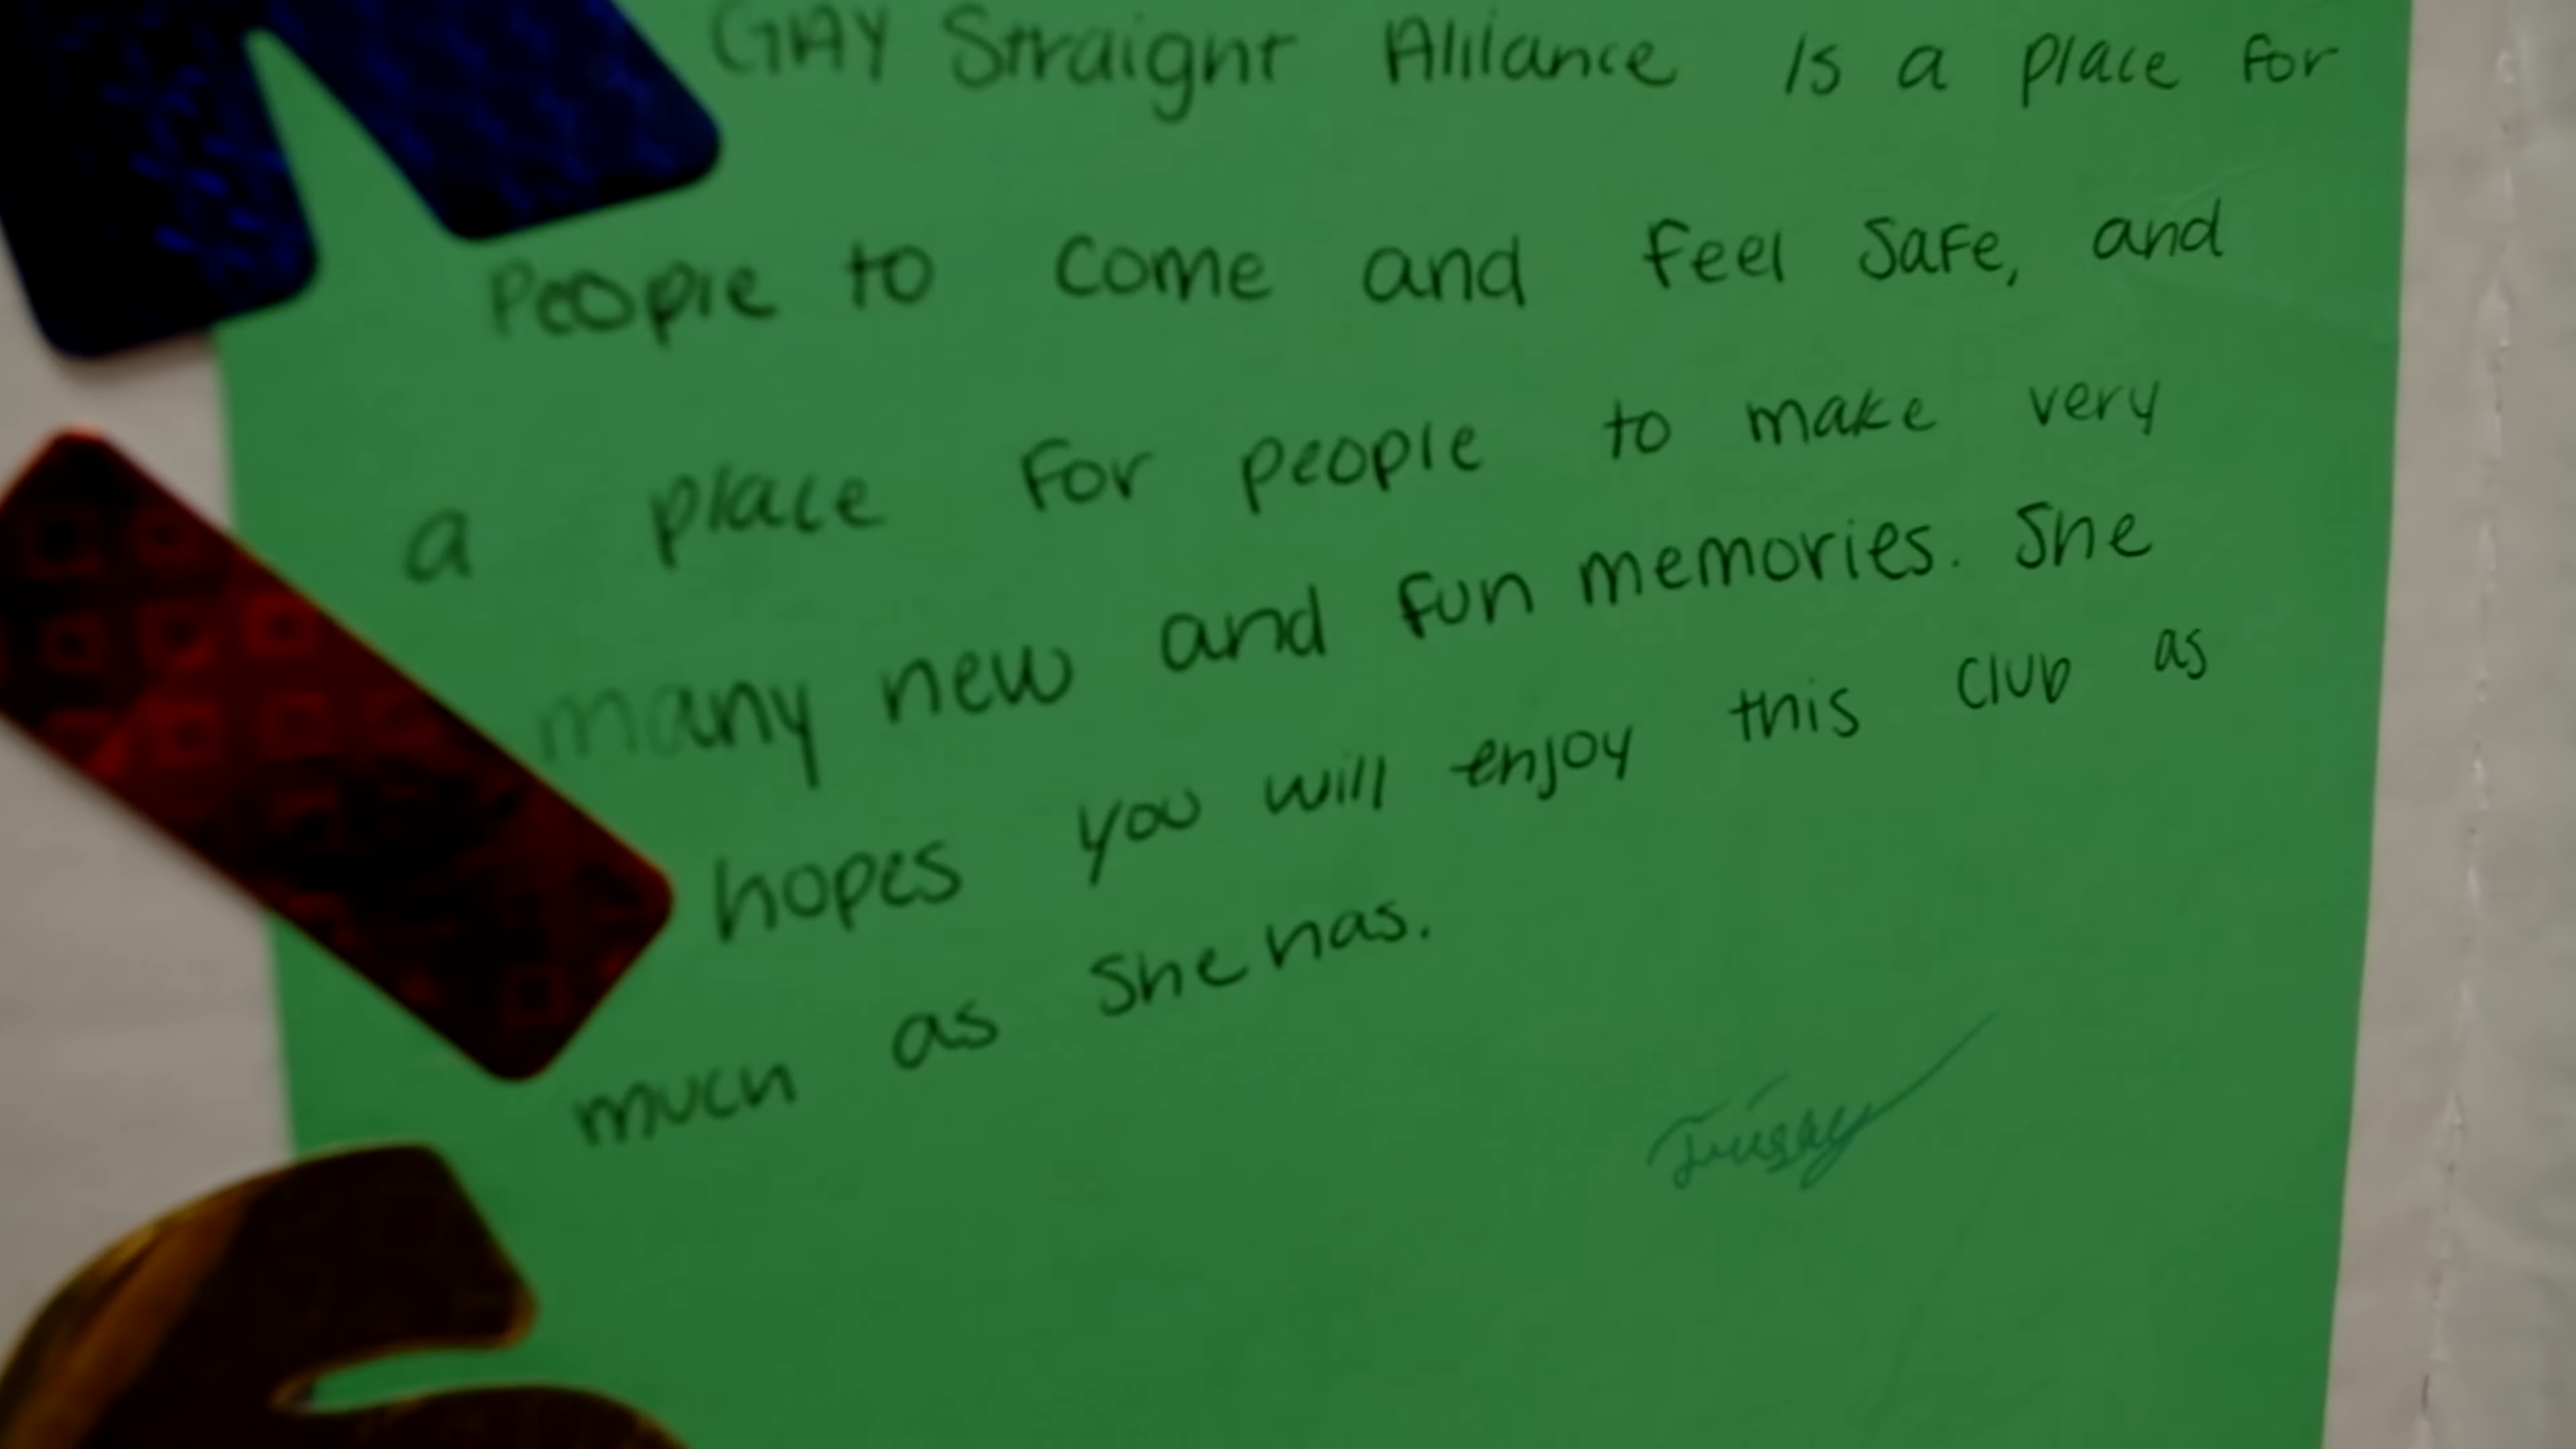 GAY Straight Alliance is a place for
People to come and feel safe, and
a place for people to make very
many new and fun memories. She
hopes you will enjoy this club as
much as She has.